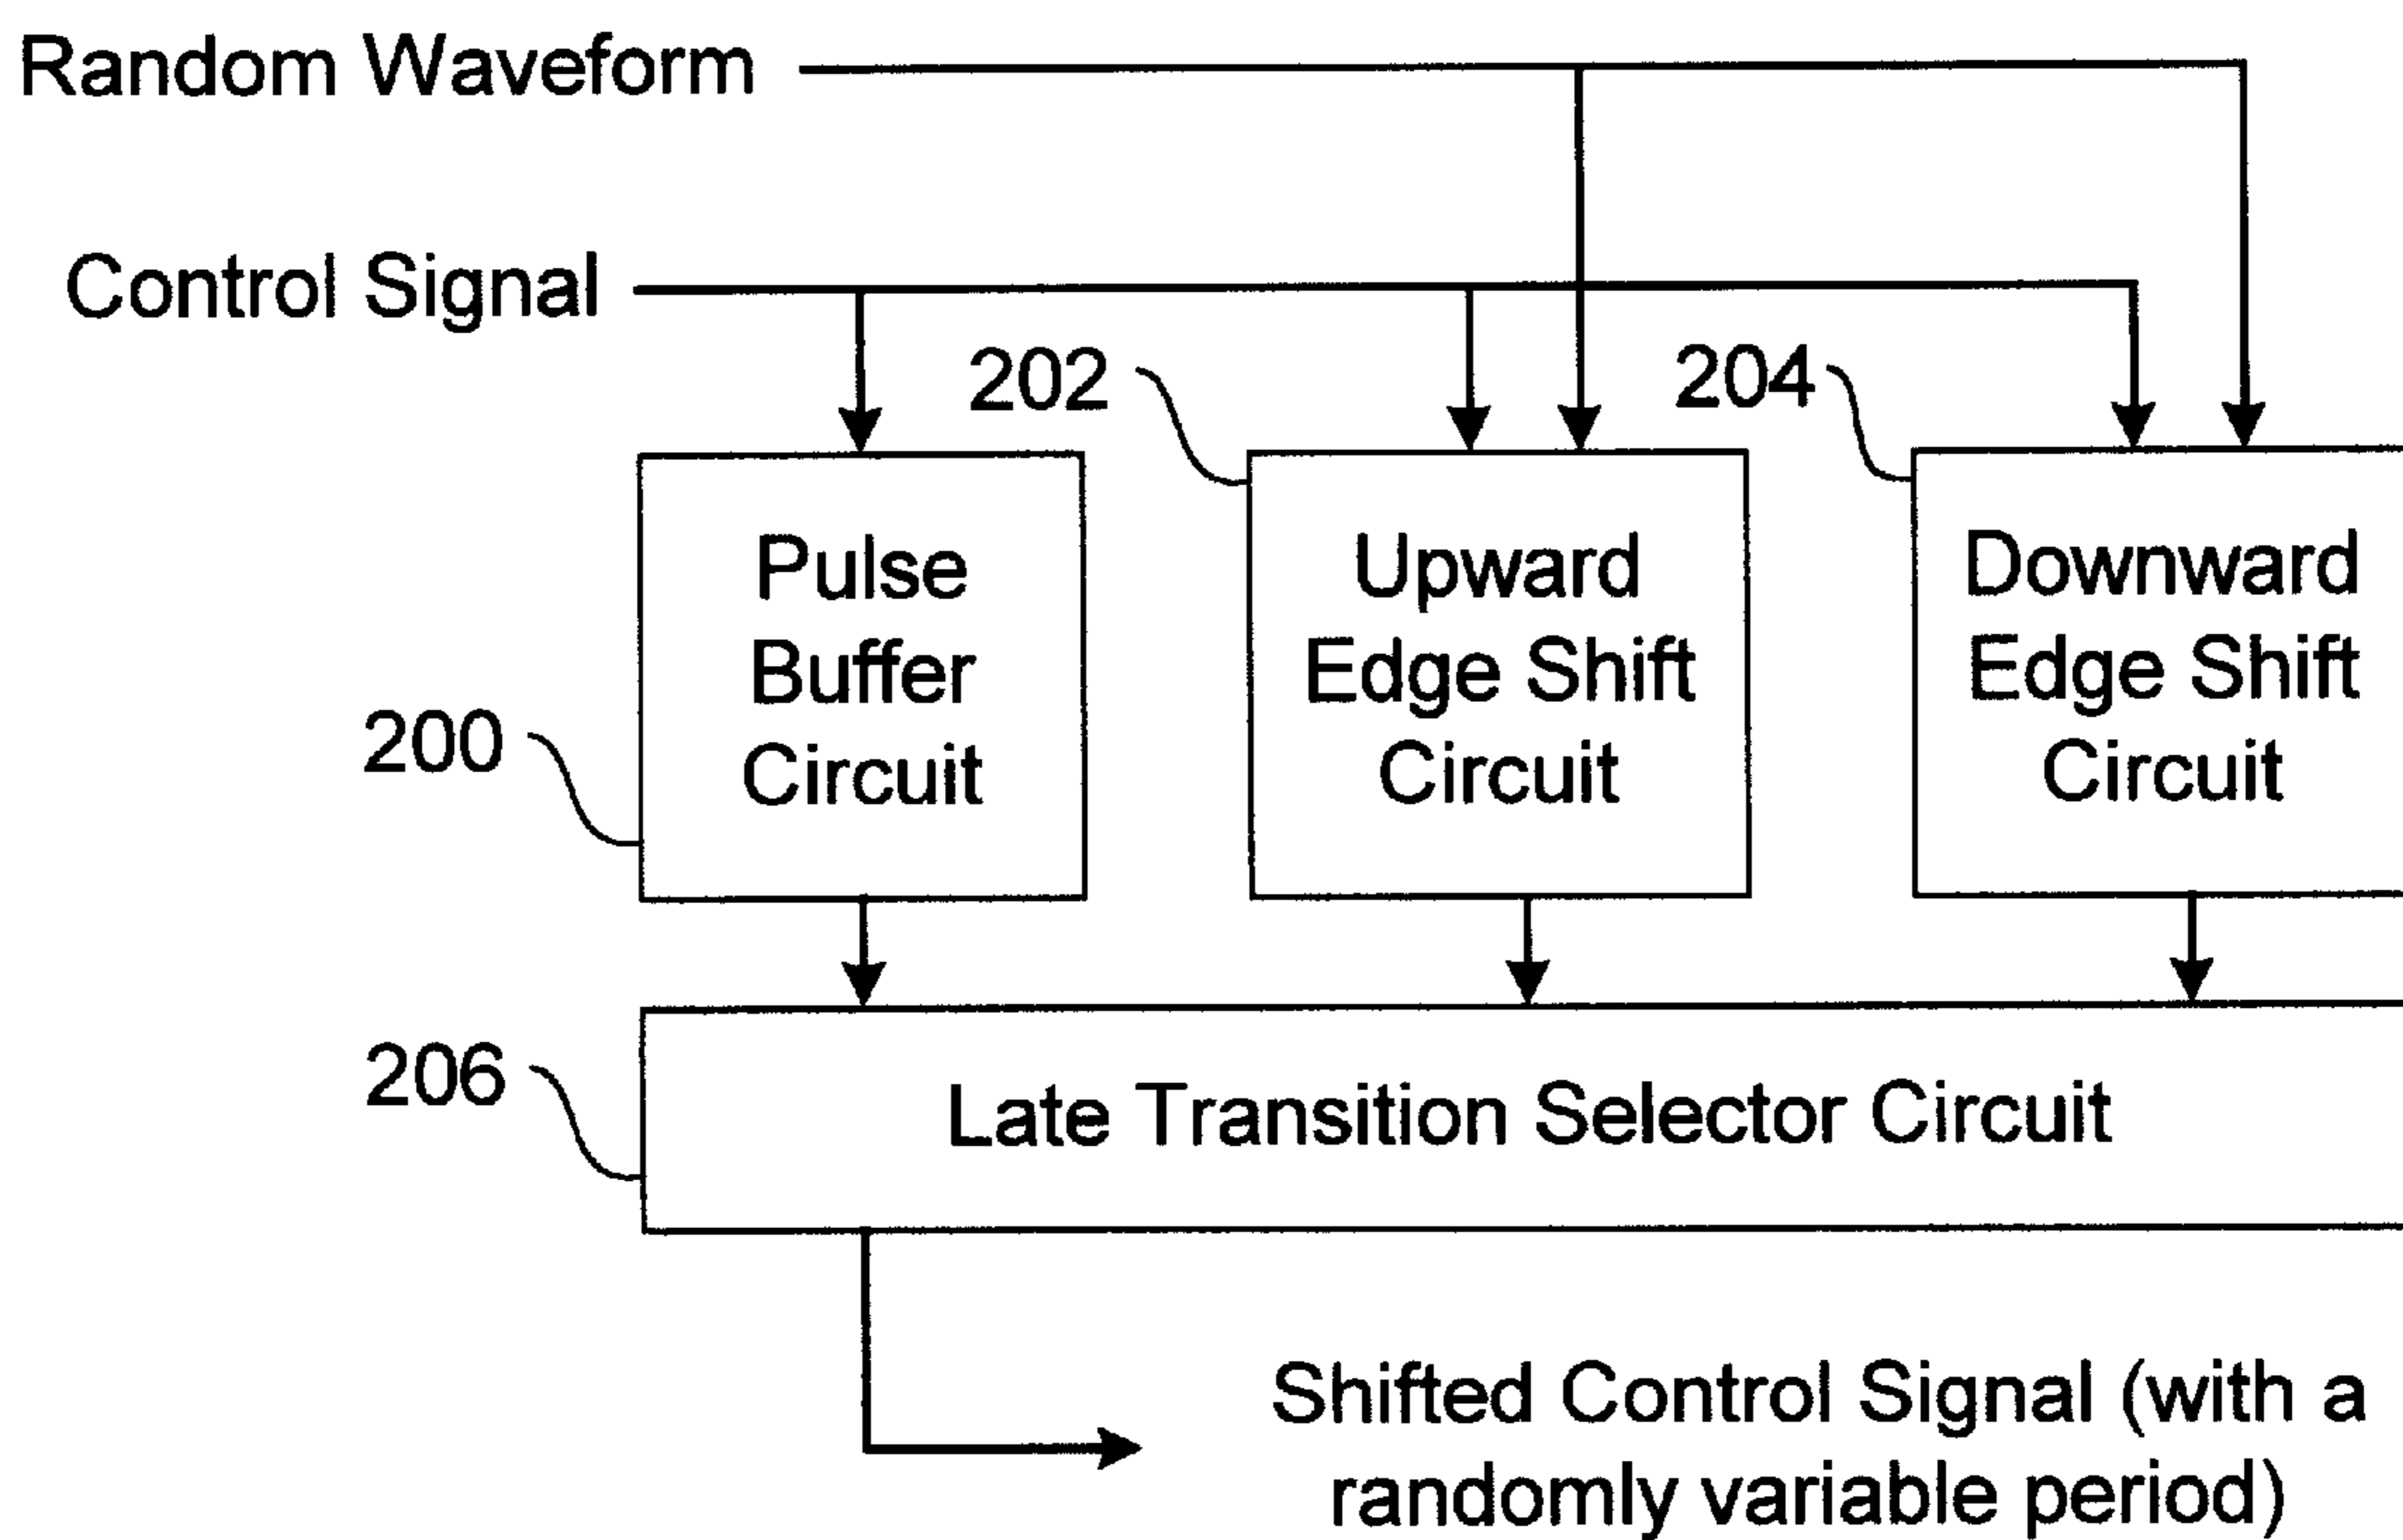 Random Waveform
Control Signal
202
204
Pulse
Buffer
Circuit
Upward
Edge Shift
Circuit
Downward
Edge Shift
Circuit
200
206
Late Transition Selector Circuit
Shifted Control Signal (with a
randomly variable period)